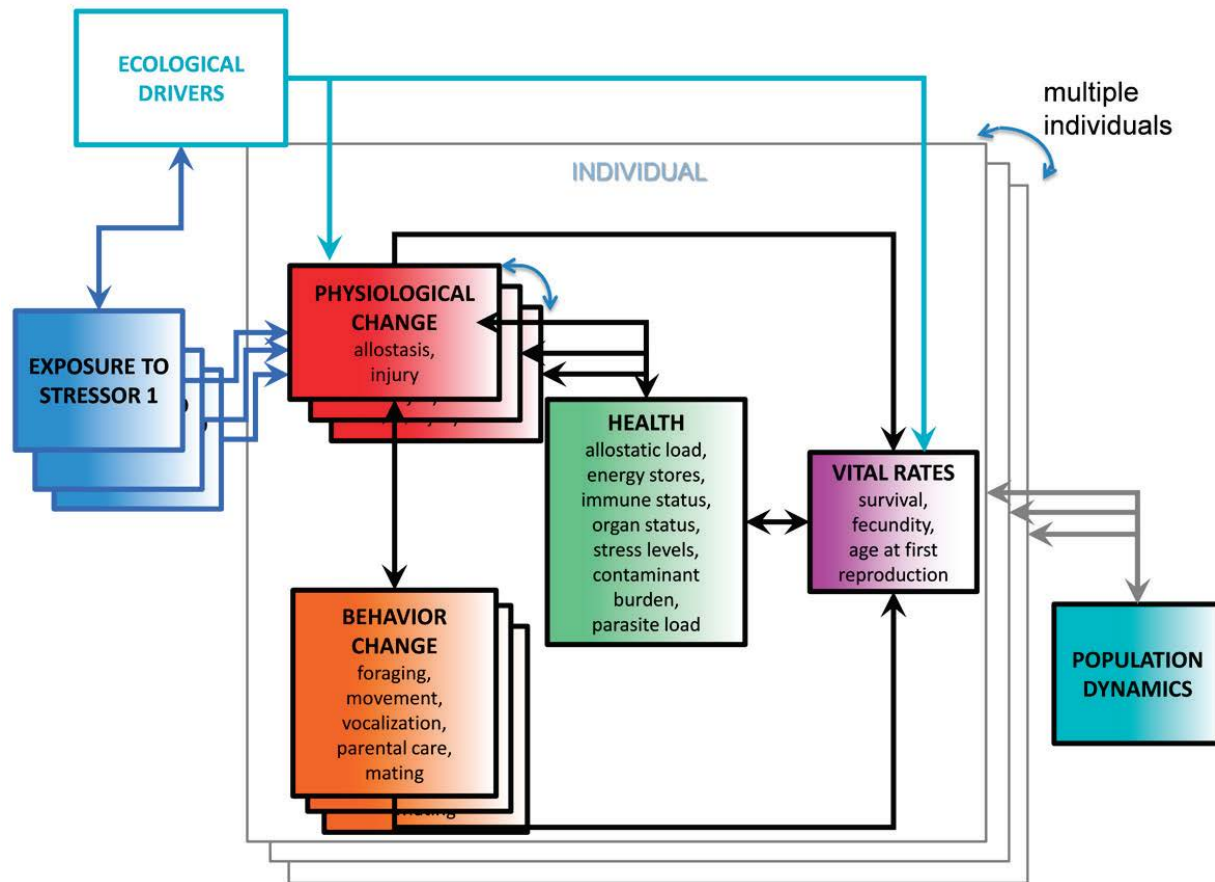 ECOLOGICAL
DRIVERS
multiple
individuals
INDIVIDUAL
PHYSIOLOGICAL
CHANGE
allostasis,
injury
EXPOSURE TO
STRESSOR 1
HEALTH
allostatic load,
energy stores,
immune status,
organ status,
stress levels,
contaminant
burden,
parasite load
VITAL RATES
survival,
fecundity,
age at first
reproduction
BEHAVIOR
CHANGE
foraging,
movement,
vocalization,
parental care,
mating
POPULATION
DYNAMICS